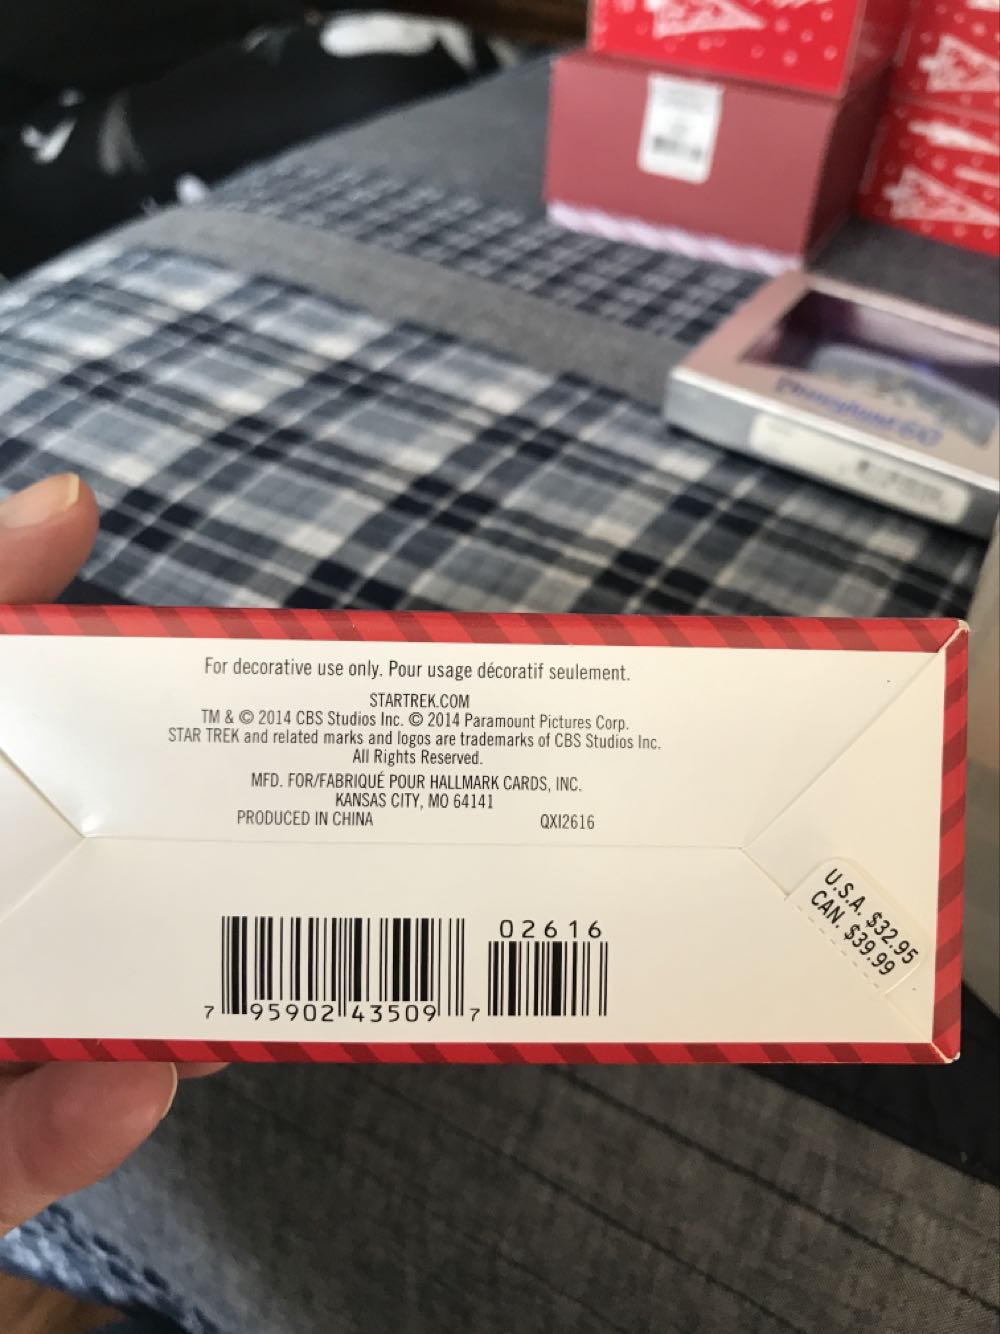 For decorative use only. Pour usage décoratif seulement.
STARTREK.COM
TM & © 2014 CBS Studios Inc. © 2014 Paramount Pictures Corp.
STAR TREK and related marks and logos are trademarks of CBS Studios Inc.
All Rights Reserved.
MFD. FOR/FABRIQUÉ POUR HALLMARK CARDS, INC.
KANSAS CITY, MO 64141
PRODUCED IN CHINA QXI2616
U.S.A. $32.95
CAN. $39.99
02616
7 95902 43509 7